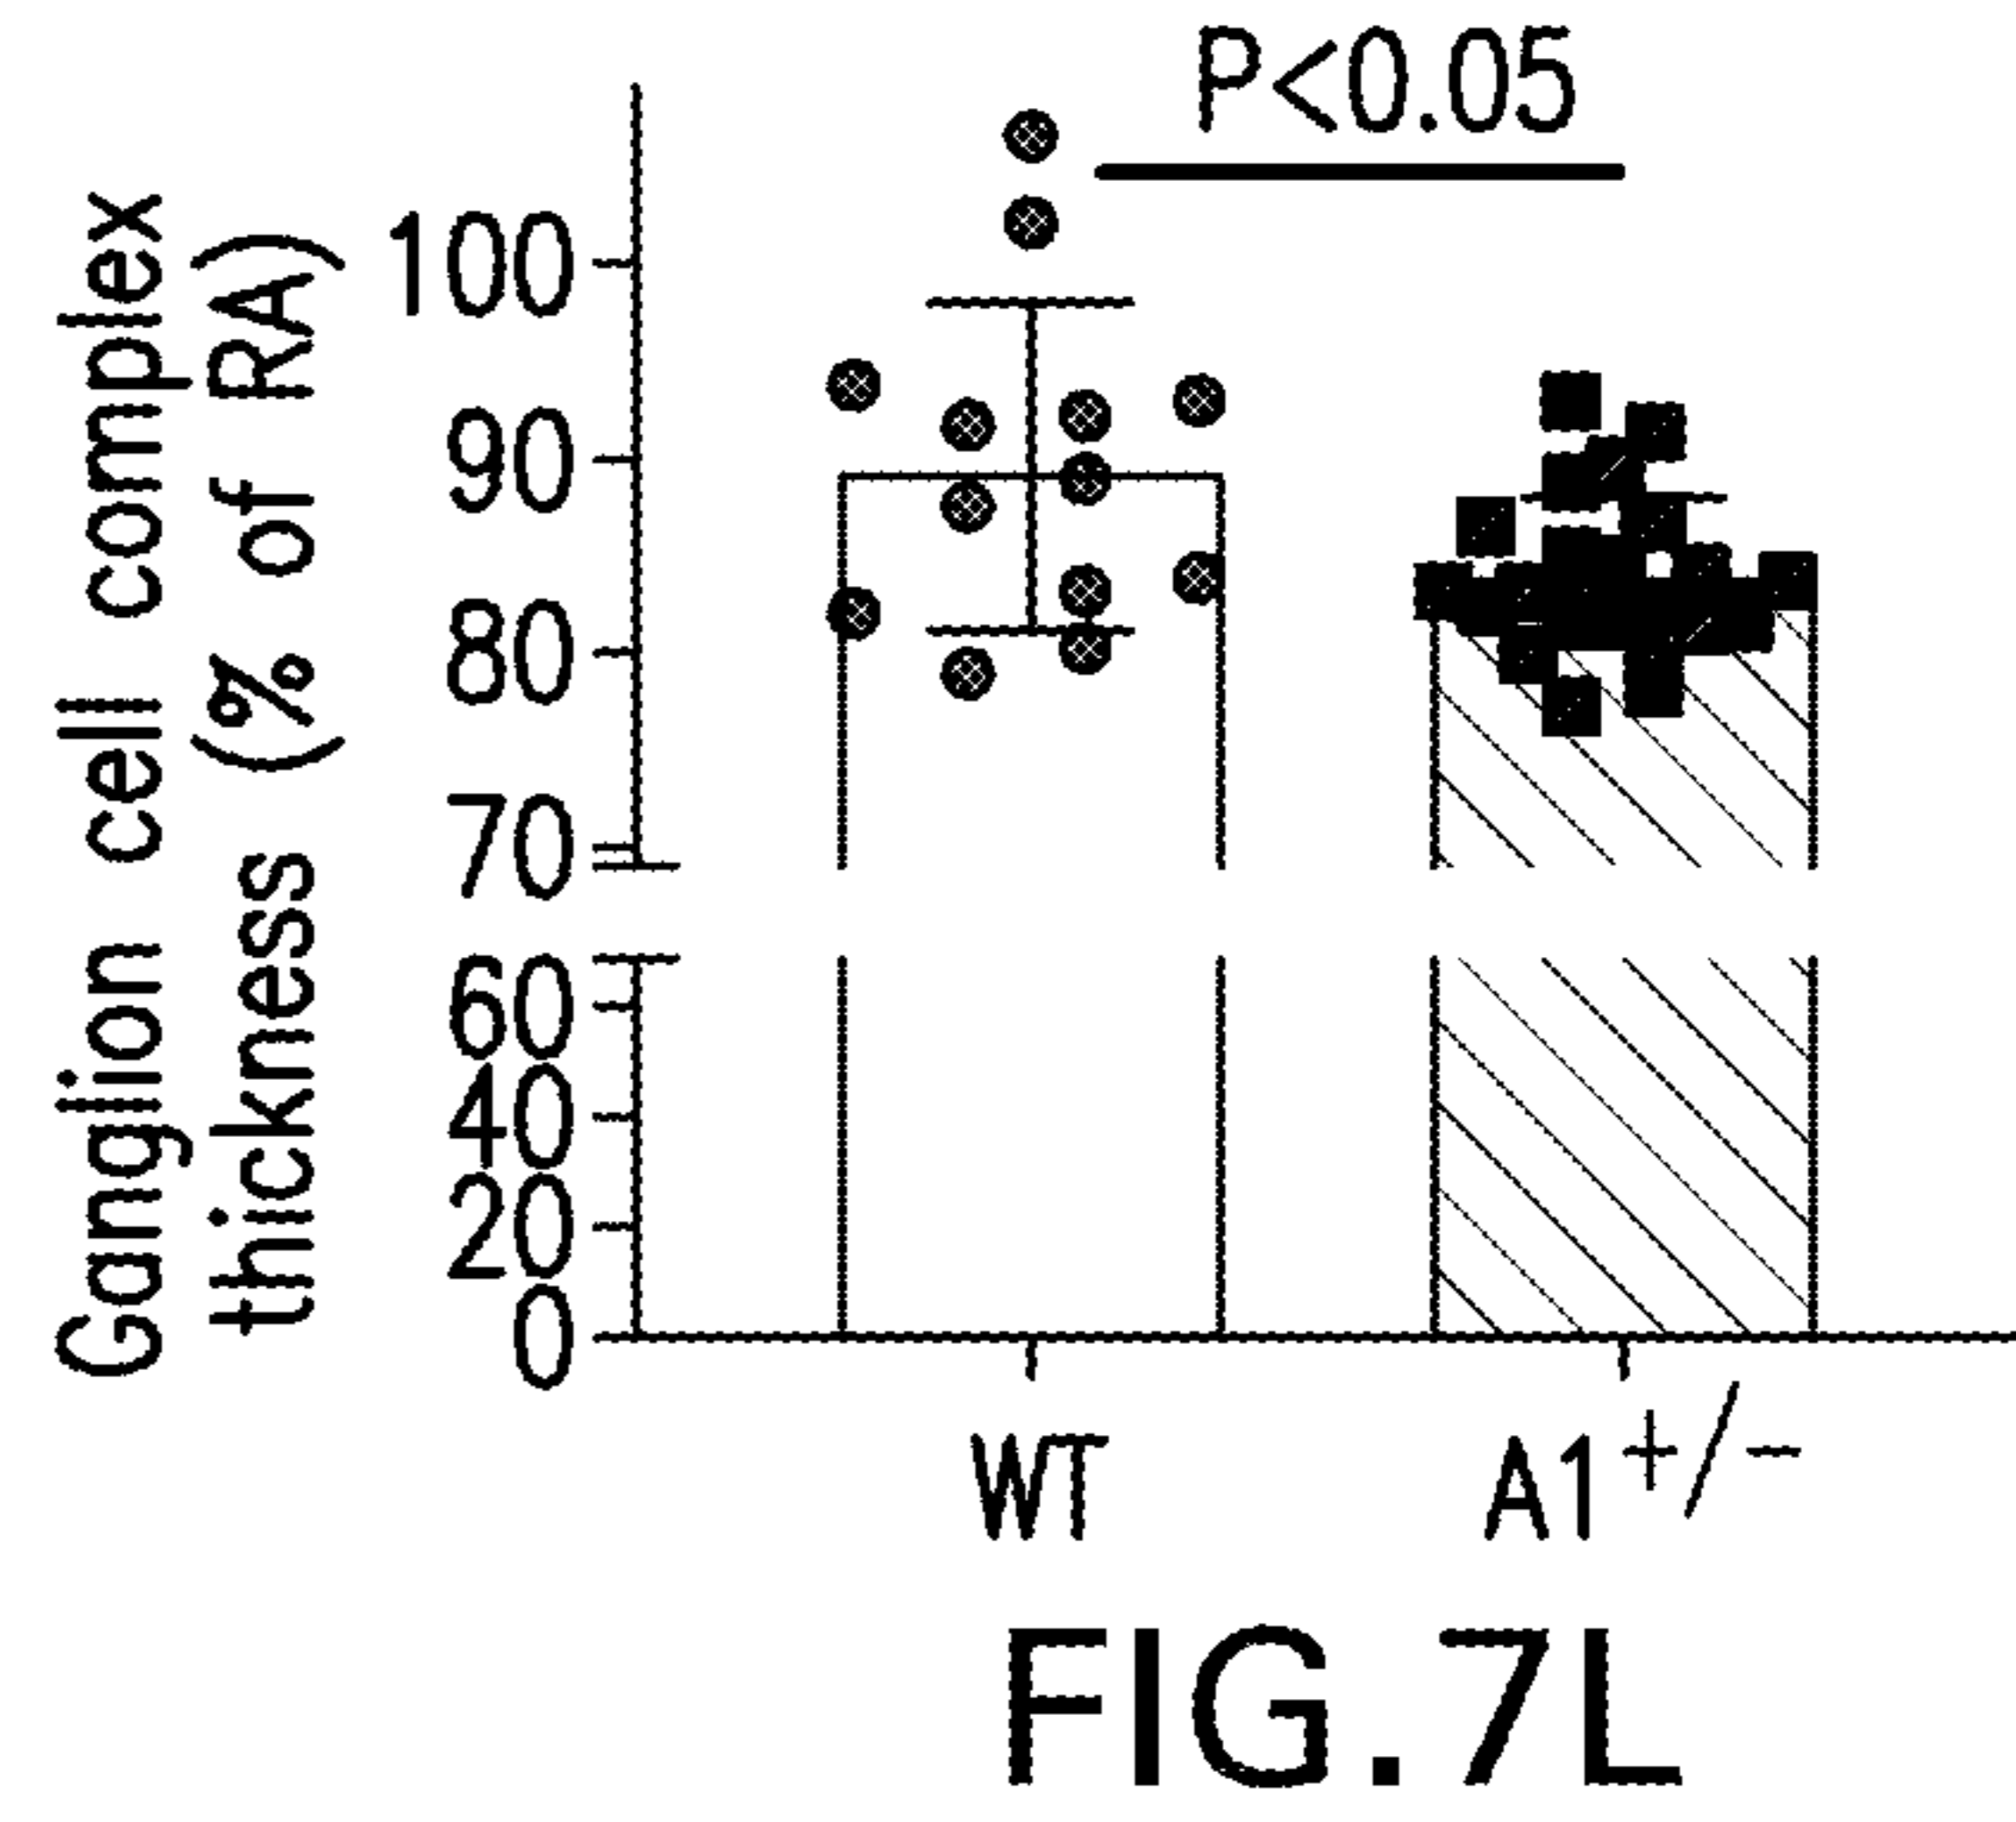 P<0.05
Ganglion cell complex
thickness (% of RA)
100
90
80
70
60
40
20
0
WT
A1+/−
FIG.7L